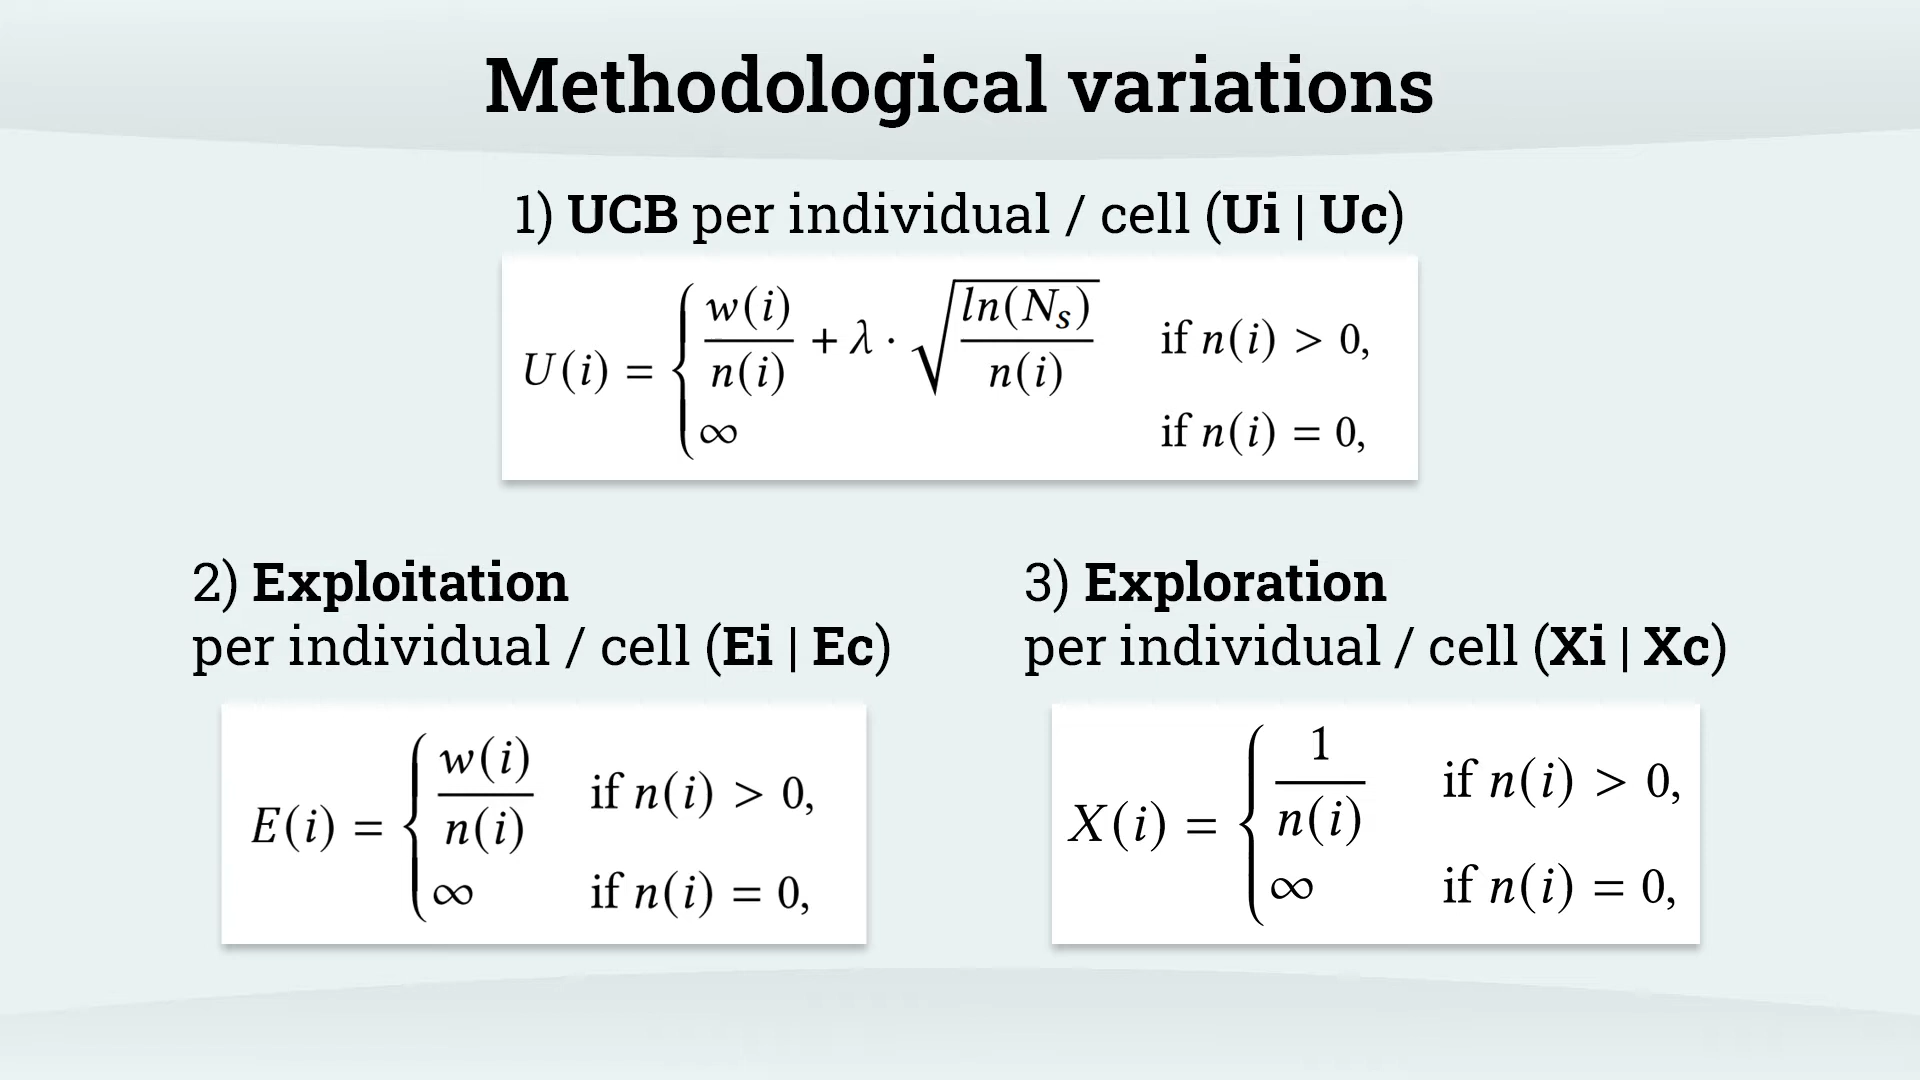 Methodological variations
1) UCB per individual / cell (Ui | Uc)
U(i) = { w(i)/n(i) + λ · √(ln(Nₛ)/n(i)) if n(i) > 0,
∞ if n(i) = 0,
2) Exploitation
per individual / cell (Ei | Ec)
E(i) = { w(i)/n(i) if n(i) > 0,
∞ if n(i) = 0,
3) Exploration
per individual / cell (Xi | Xc)
X(i) = { 1/n(i) if n(i) > 0,
∞ if n(i) = 0,